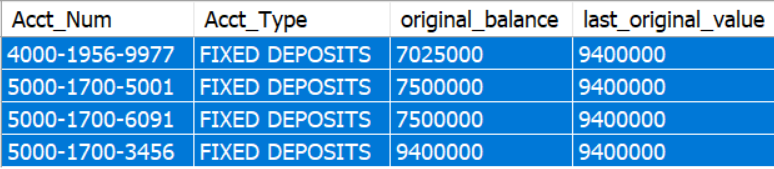 Acct_Num Acct_Type original_balance last_original_value
4000-1956-9977 FIXED DEPOSITS 7025000 9400000
5000-1700-5001 FIXED DEPOSITS 7500000 9400000
5000-1700-6091 FIXED DEPOSITS 7500000 9400000
5000-1700-3456 FIXED DEPOSITS 9400000 9400000